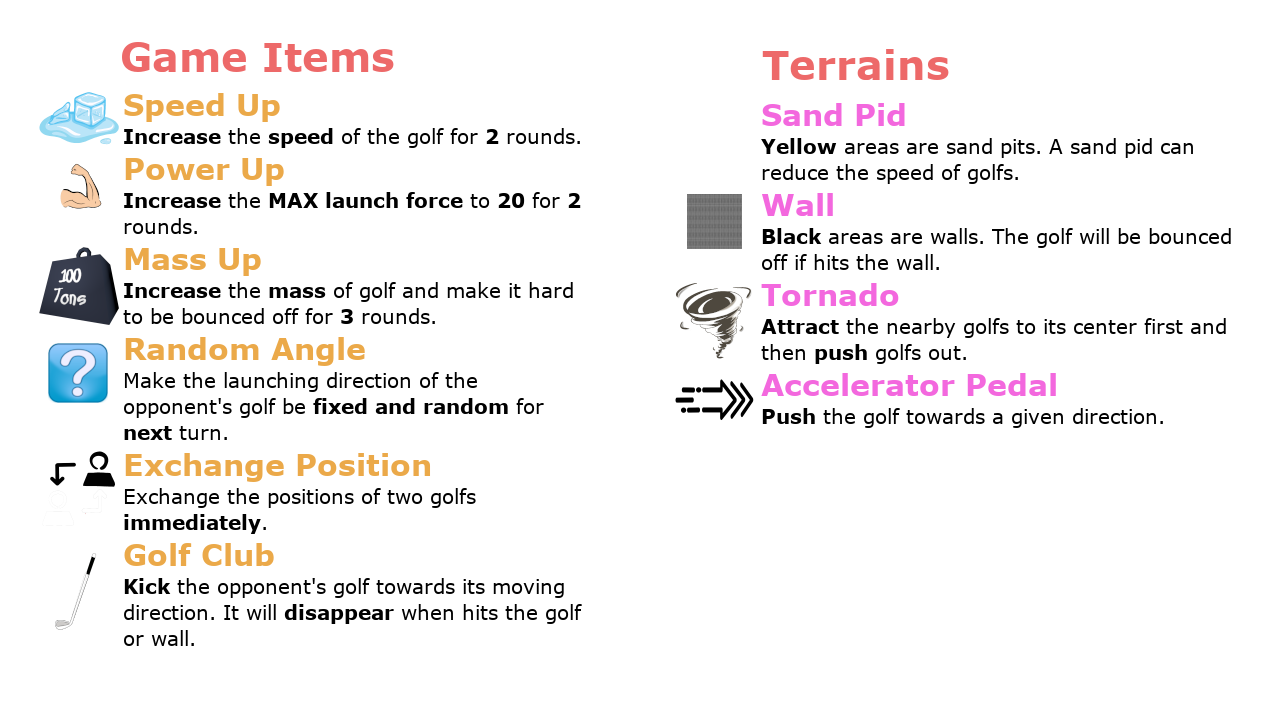 Game Items
Speed Up
Increase the speed of the golf for 2 rounds.
Power Up
Increase the MAX launch force to 20 for 2
rounds.
100
Tons
Mass Up
Increase the mass of golf and make it hard
to be bounced off for 3 rounds.
?
Random Angle
Make the launching direction of the
opponent's golf be fixed and random for
next turn.
Exchange Position
Exchange the positions of two golfs
immediately.
Golf Club
Kick the opponent's golf towards its moving
direction. It will disappear when hits the golf
or wall.
Terrains
Sand Pid
Yellow areas are sand pits. A sand pid can
reduce the speed of golfs.
Wall
Black areas are walls. The golf will be bounced
off if hits the wall.
Tornado
Attract the nearby golfs to its center first and
then push golfs out.
Accelerator Pedal
Push the golf towards a given direction.